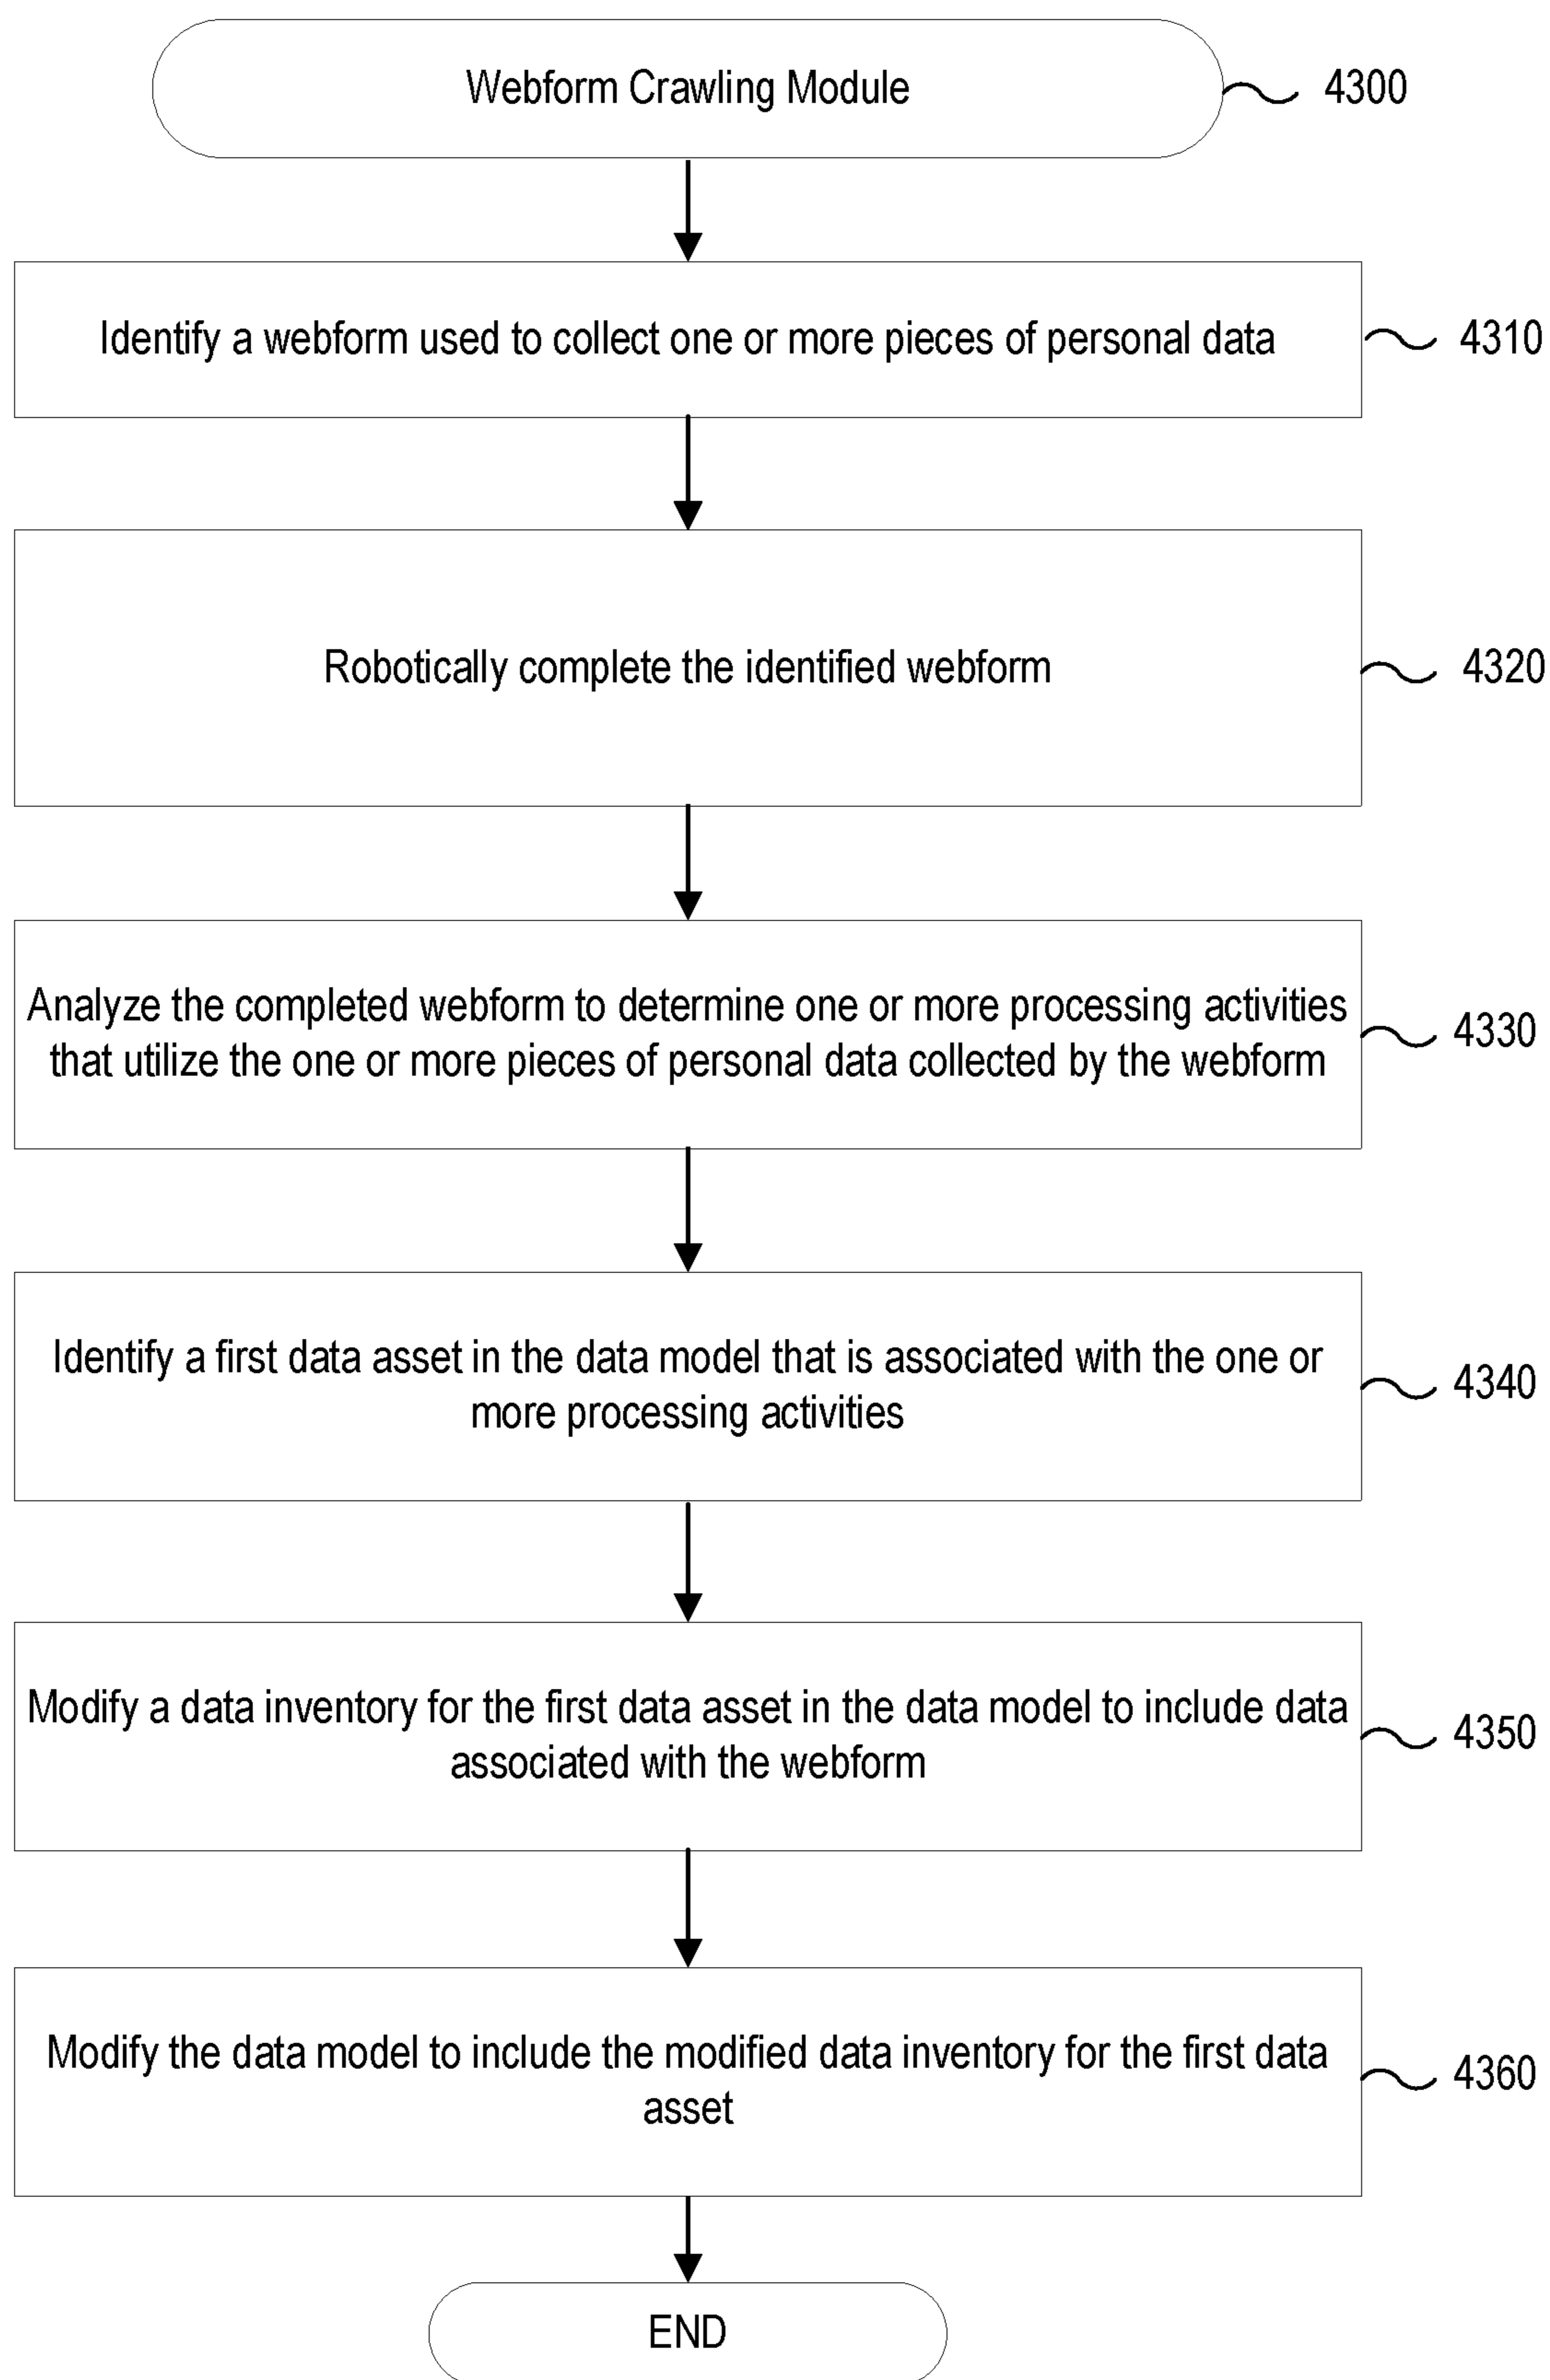 Webform Crawling Module
4300
Identify a webform used to collect one or more pieces of personal data
4310
Robotically complete the identified webform
4320
Analyze the completed webform to determine one or more processing activities
that utilize the one or more pieces of personal data collected by the webform
4330
Identify a first data asset in the data model that is associated with the one or
more processing activities
4340
Modify a data inventory for the first data asset in the data model to include data
associated with the webform
4350
Modify the data model to include the modified data inventory for the first data
asset
4360
END